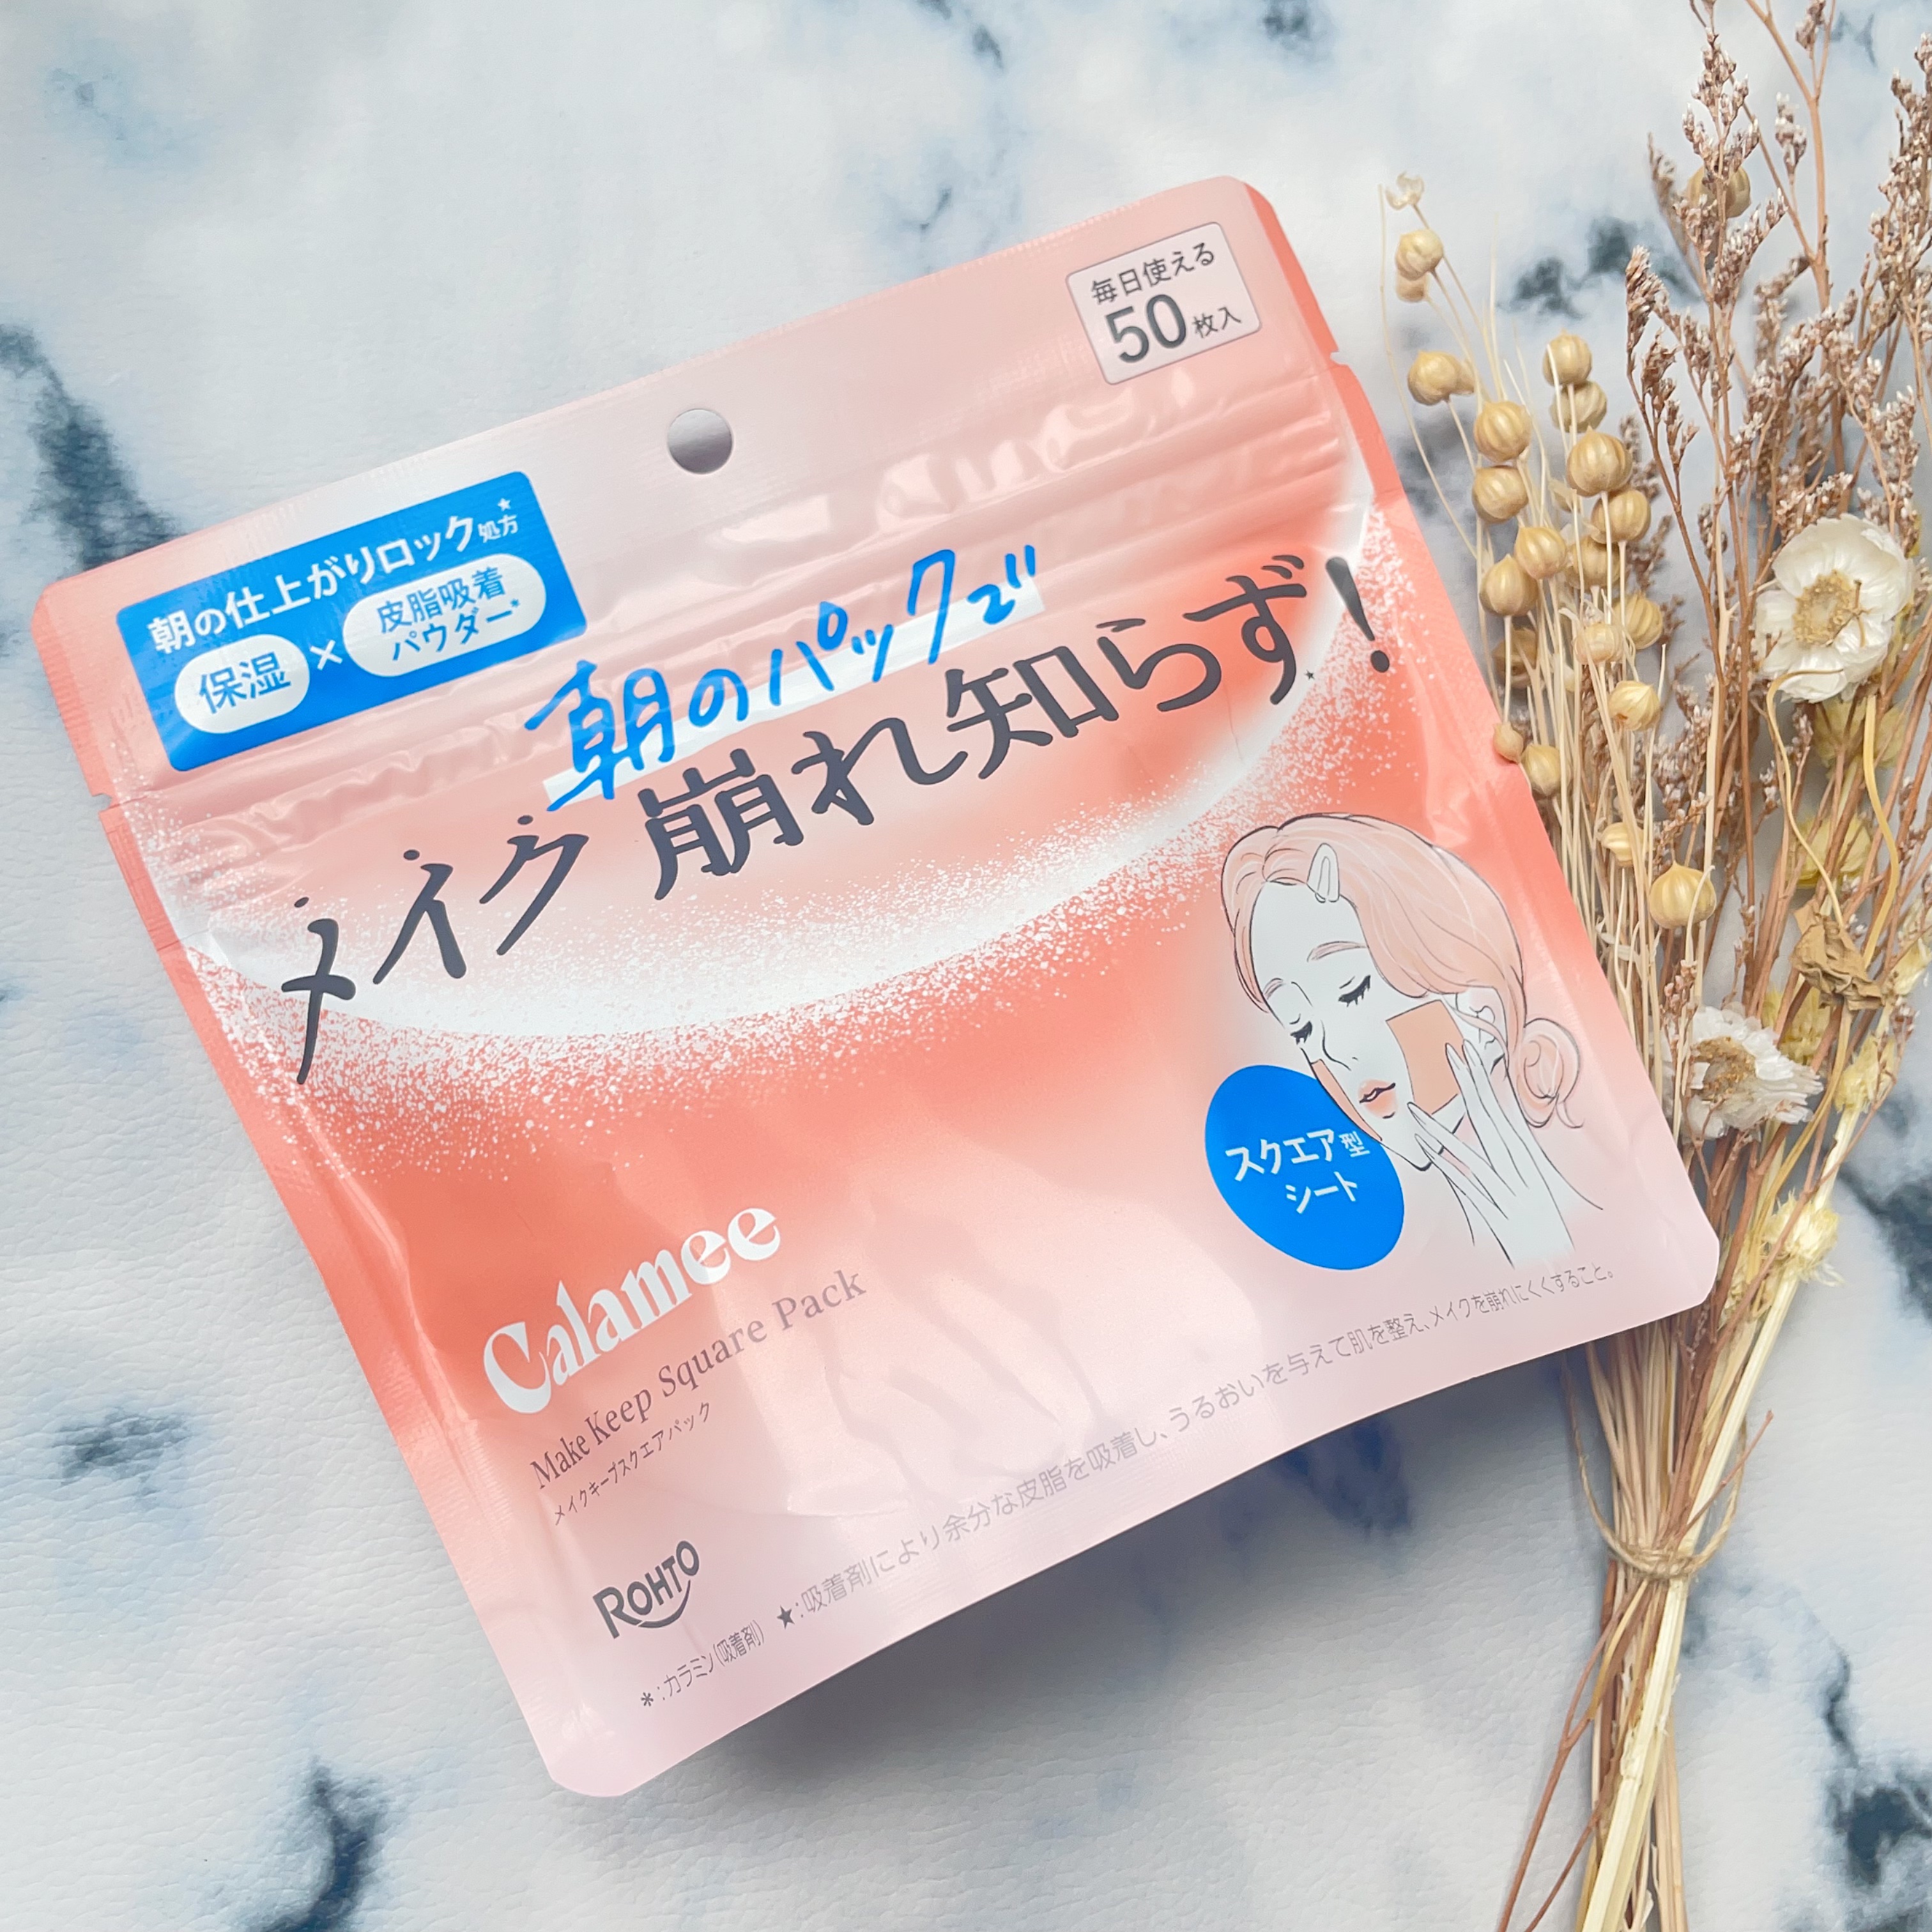 毎日使える
50枚入
朝の仕上がりロック処方★
保湿×皮脂吸着
パウダー*
朝のパックで
メイク崩れ知らず★!
スクエア型
シート
Calamee
Make Keep Square Pack
メイクキープスクエアパック
ROHTO
*:カラミン(吸着剤) ★:吸着剤により余分な皮脂を吸着し、うるおいを与えて肌を整え、メイクを崩れにくくすること。